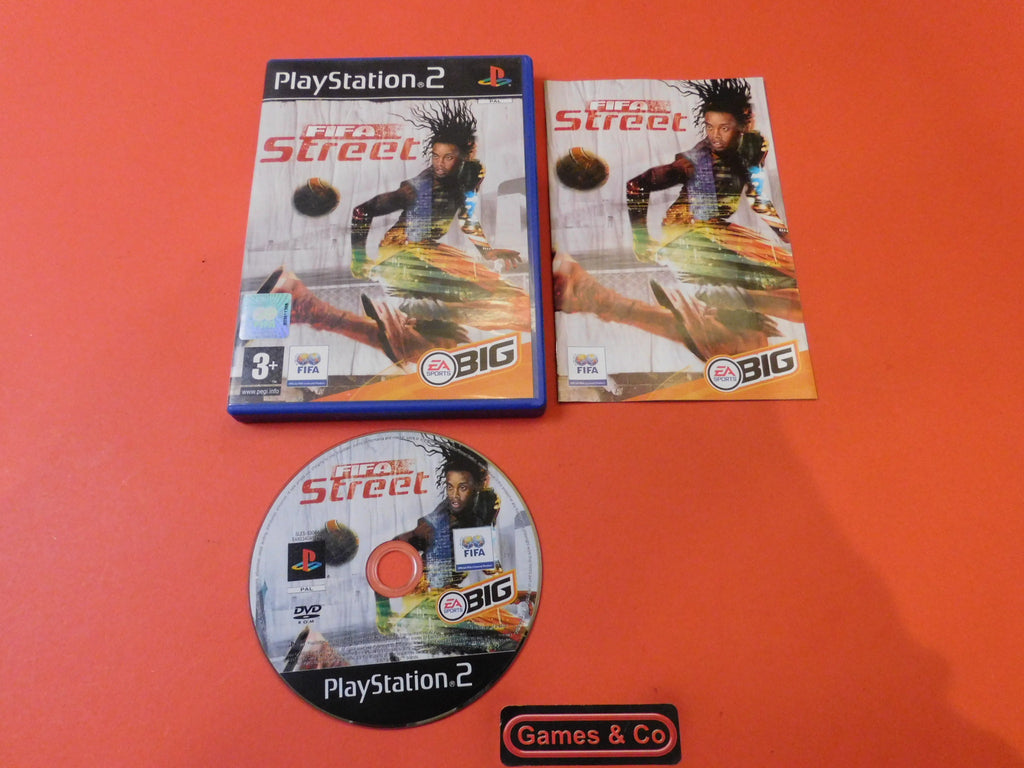 PlayStation®2
PAL
FIFA
Street
3+
www.pegi.info
FIFA
EA
SPORTS
BIG
FIFA
Street
FIFA
EA
SPORTS
BIG
FIFA
Street
FIFA
PAL
DVD
ROM
EA
SPORTS
BIG
PlayStation®2
Games & Co